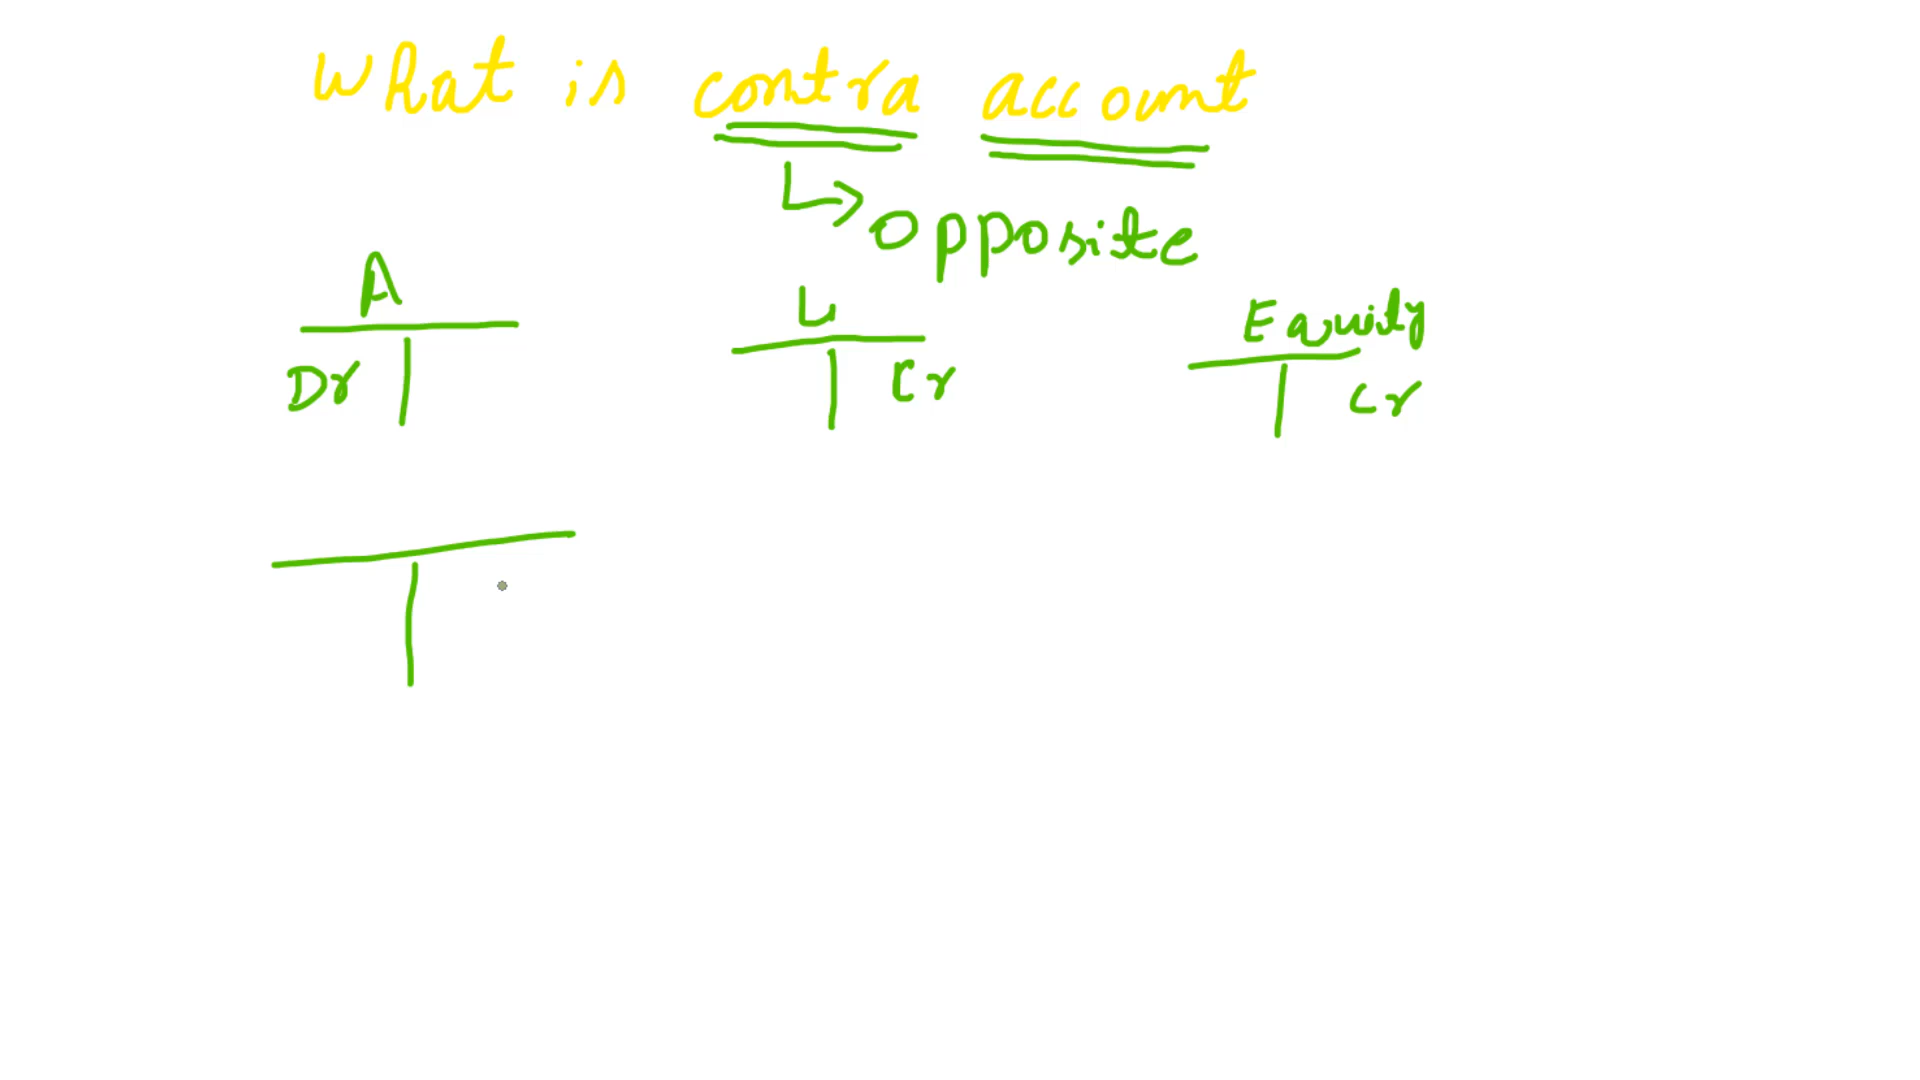 What is contra account
opposite
A
L
Equity
Dr
Cr
Cr